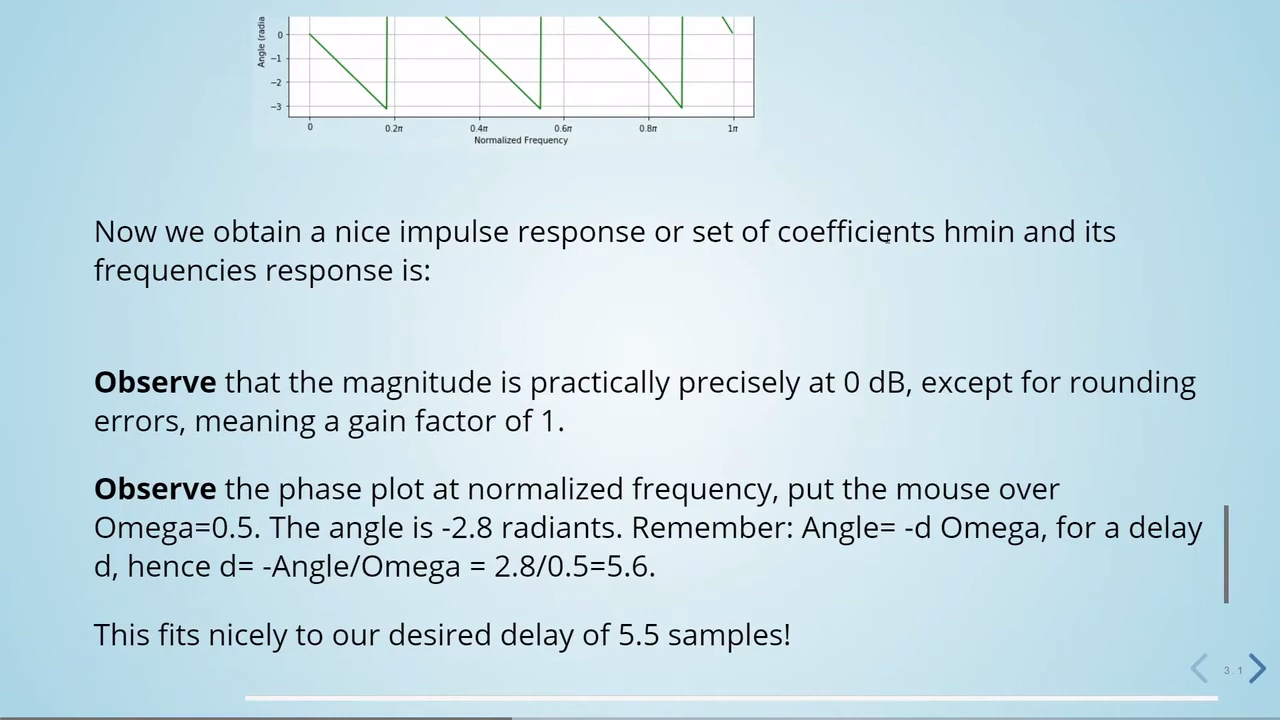 Angle (radia
0
−1
−2
−3
0 0.2π 0.4π 0.6π 0.8π 1π
Normalized Frequency
Now we obtain a nice impulse response or set of coefficients hmin and its
frequencies response is:
Observe that the magnitude is practically precisely at 0 dB, except for rounding
errors, meaning a gain factor of 1.
Observe the phase plot at normalized frequency, put the mouse over
Omega=0.5. The angle is -2.8 radiants. Remember: Angle= -d Omega, for a delay
d, hence d= -Angle/Omega = 2.8/0.5=5.6.
This fits nicely to our desired delay of 5.5 samples!
3.1